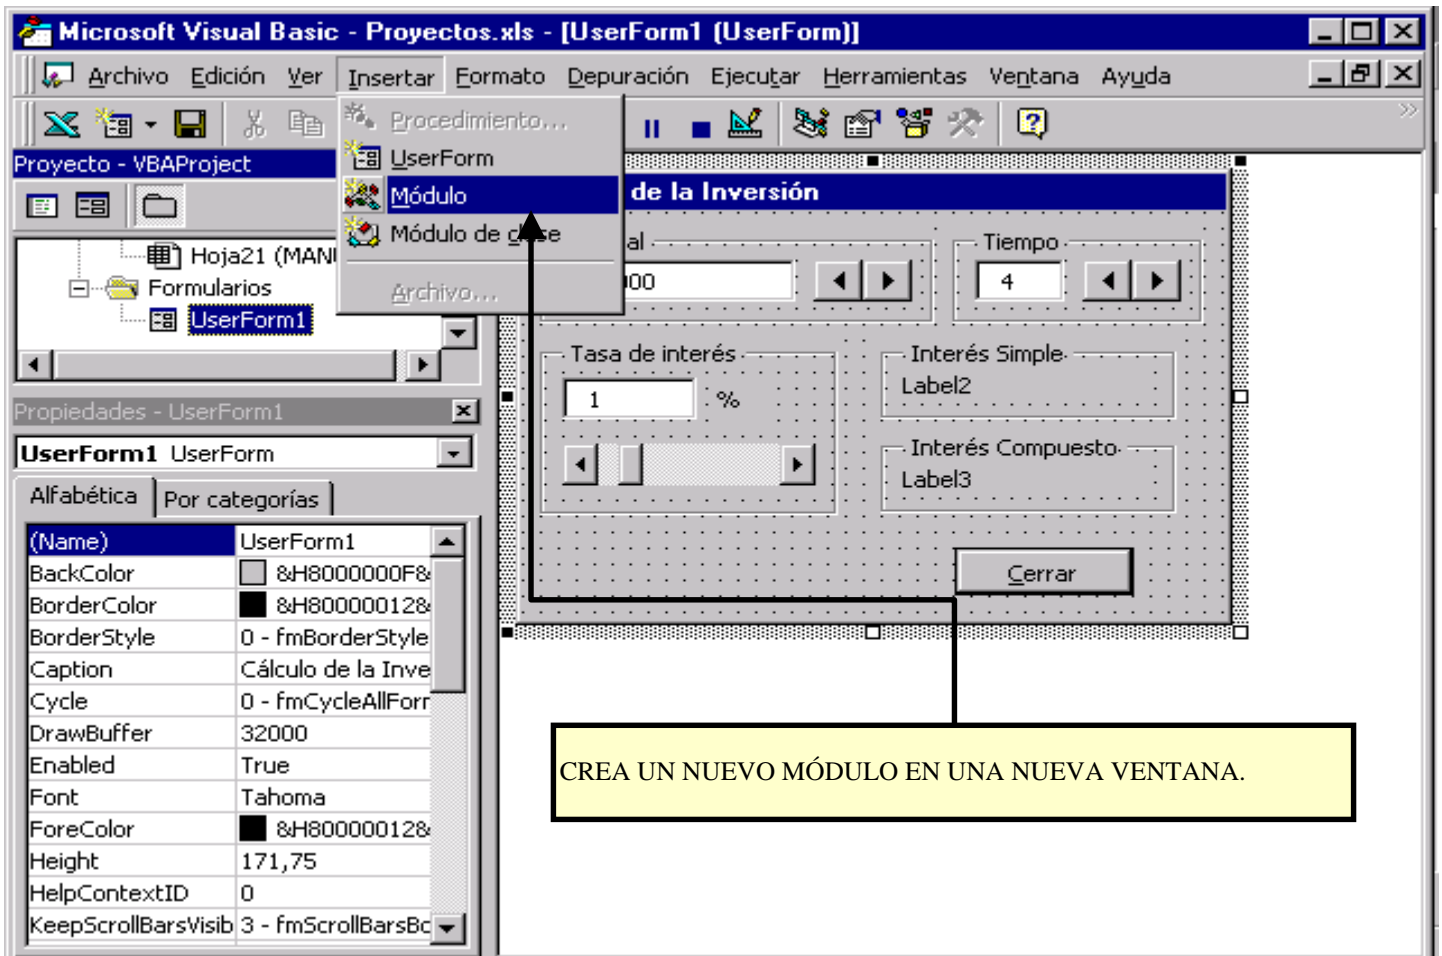 Microsoft Visual Basic - Proyectos.xls - [UserForm1 (UserForm)]
Archivo Edición Ver Insertar Formato Depuración Ejecutar Herramientas Ventana Ayuda
Procedimiento...
UserForm
Módulo
Módulo de clase
Archivo...
Proyecto - VBAProject
Hoja21 (MAN
Formularios
UserForm1
Propiedades - UserForm1
UserForm1 UserForm
Alfabética Por categorías
(Name) UserForm1
BackColor &H8000000F&
BorderColor &H80000012&
BorderStyle 0 - fmBorderStyle
Caption Cálculo de la Inve
Cycle 0 - fmCycleAllForr
DrawBuffer 32000
Enabled True
Font Tahoma
ForeColor &H80000012&
Height 171,75
HelpContextID 0
KeepScrollBarsVisib 3 - fmScrollBarsBo
de la Inversión
al
00
Tiempo
4
Tasa de interés
1 %
Interés Simple
Label2
Interés Compuesto
Label3
Cerrar
CREA UN NUEVO MÓDULO EN UNA NUEVA VENTANA.